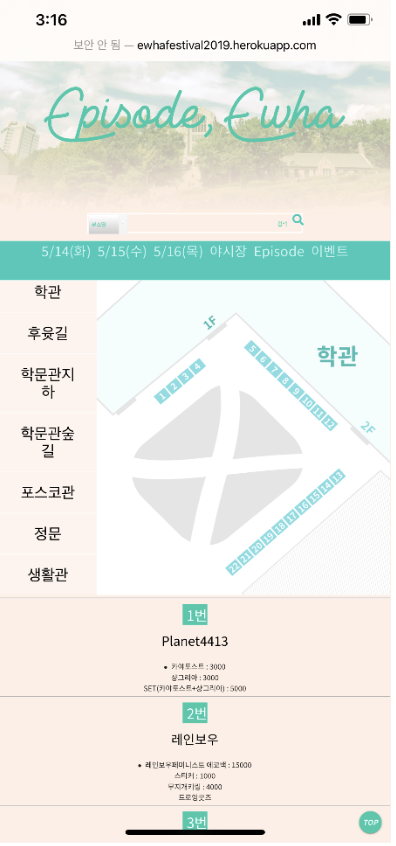 3:16
보안 안 됨 — ewhafestival2019.herokuapp.com
Episode, Ewha
부스명
검색
5/14(화) 5/15(수) 5/16(목) 야시장 Episode 이벤트
학관
후윳길
학문관지
하
학문관숲
길
포스코관
정문
생활관
1F
학관
2F
1 2 3 4
5 6 7 8 9 10 11 12
22 21 20 19 18 17 16 15 14 13
1번
Planet4413
• 카야토스트 : 3000
상그리아 : 3000
SET(카야토스트+상그리아) : 5000
2번
레인보우
• 레인보우페미니스트 에코백 : 15000
스티커 : 1000
무지개키링 : 4000
드로잉굿즈
3번
TOP